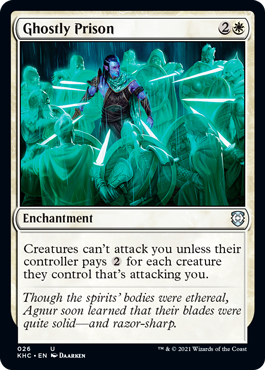 Ghostly Prison 2
Enchantment
Creatures can't attack you unless their
controller pays 2 for each creature
they control that's attacking you.
Though the spirits' bodies were ethereal,
Agnur soon learned that their blades were
quite solid—and razor-sharp.
026 U
KHC • EN DAARKEN ™ & © 2021 Wizards of the Coast